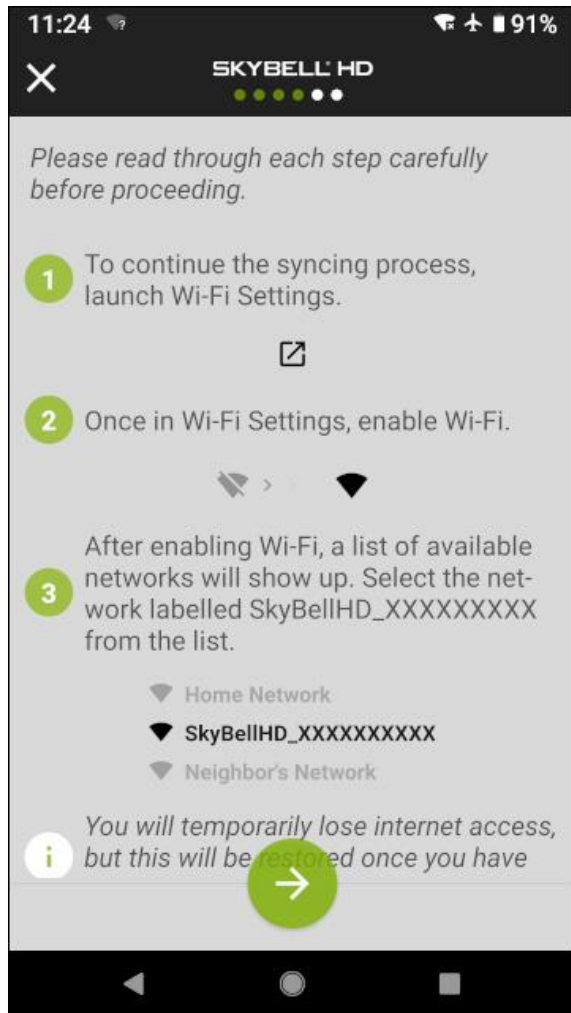 11:24
91%
SKYBELL HD
Please read through each step carefully
before proceeding.
1
To continue the syncing process,
launch Wi-Fi Settings.
2
Once in Wi-Fi Settings, enable Wi-Fi.
After enabling Wi-Fi, a list of available
3
networks will show up. Select the net-
work labelled SkyBellHD_XXXXXXXXX
from the list.
Home Network
SkyBellHD_XXXXXXXXXX
Neighbor's Network
You will temporarily lose internet access,
i
but this will be restored once you have